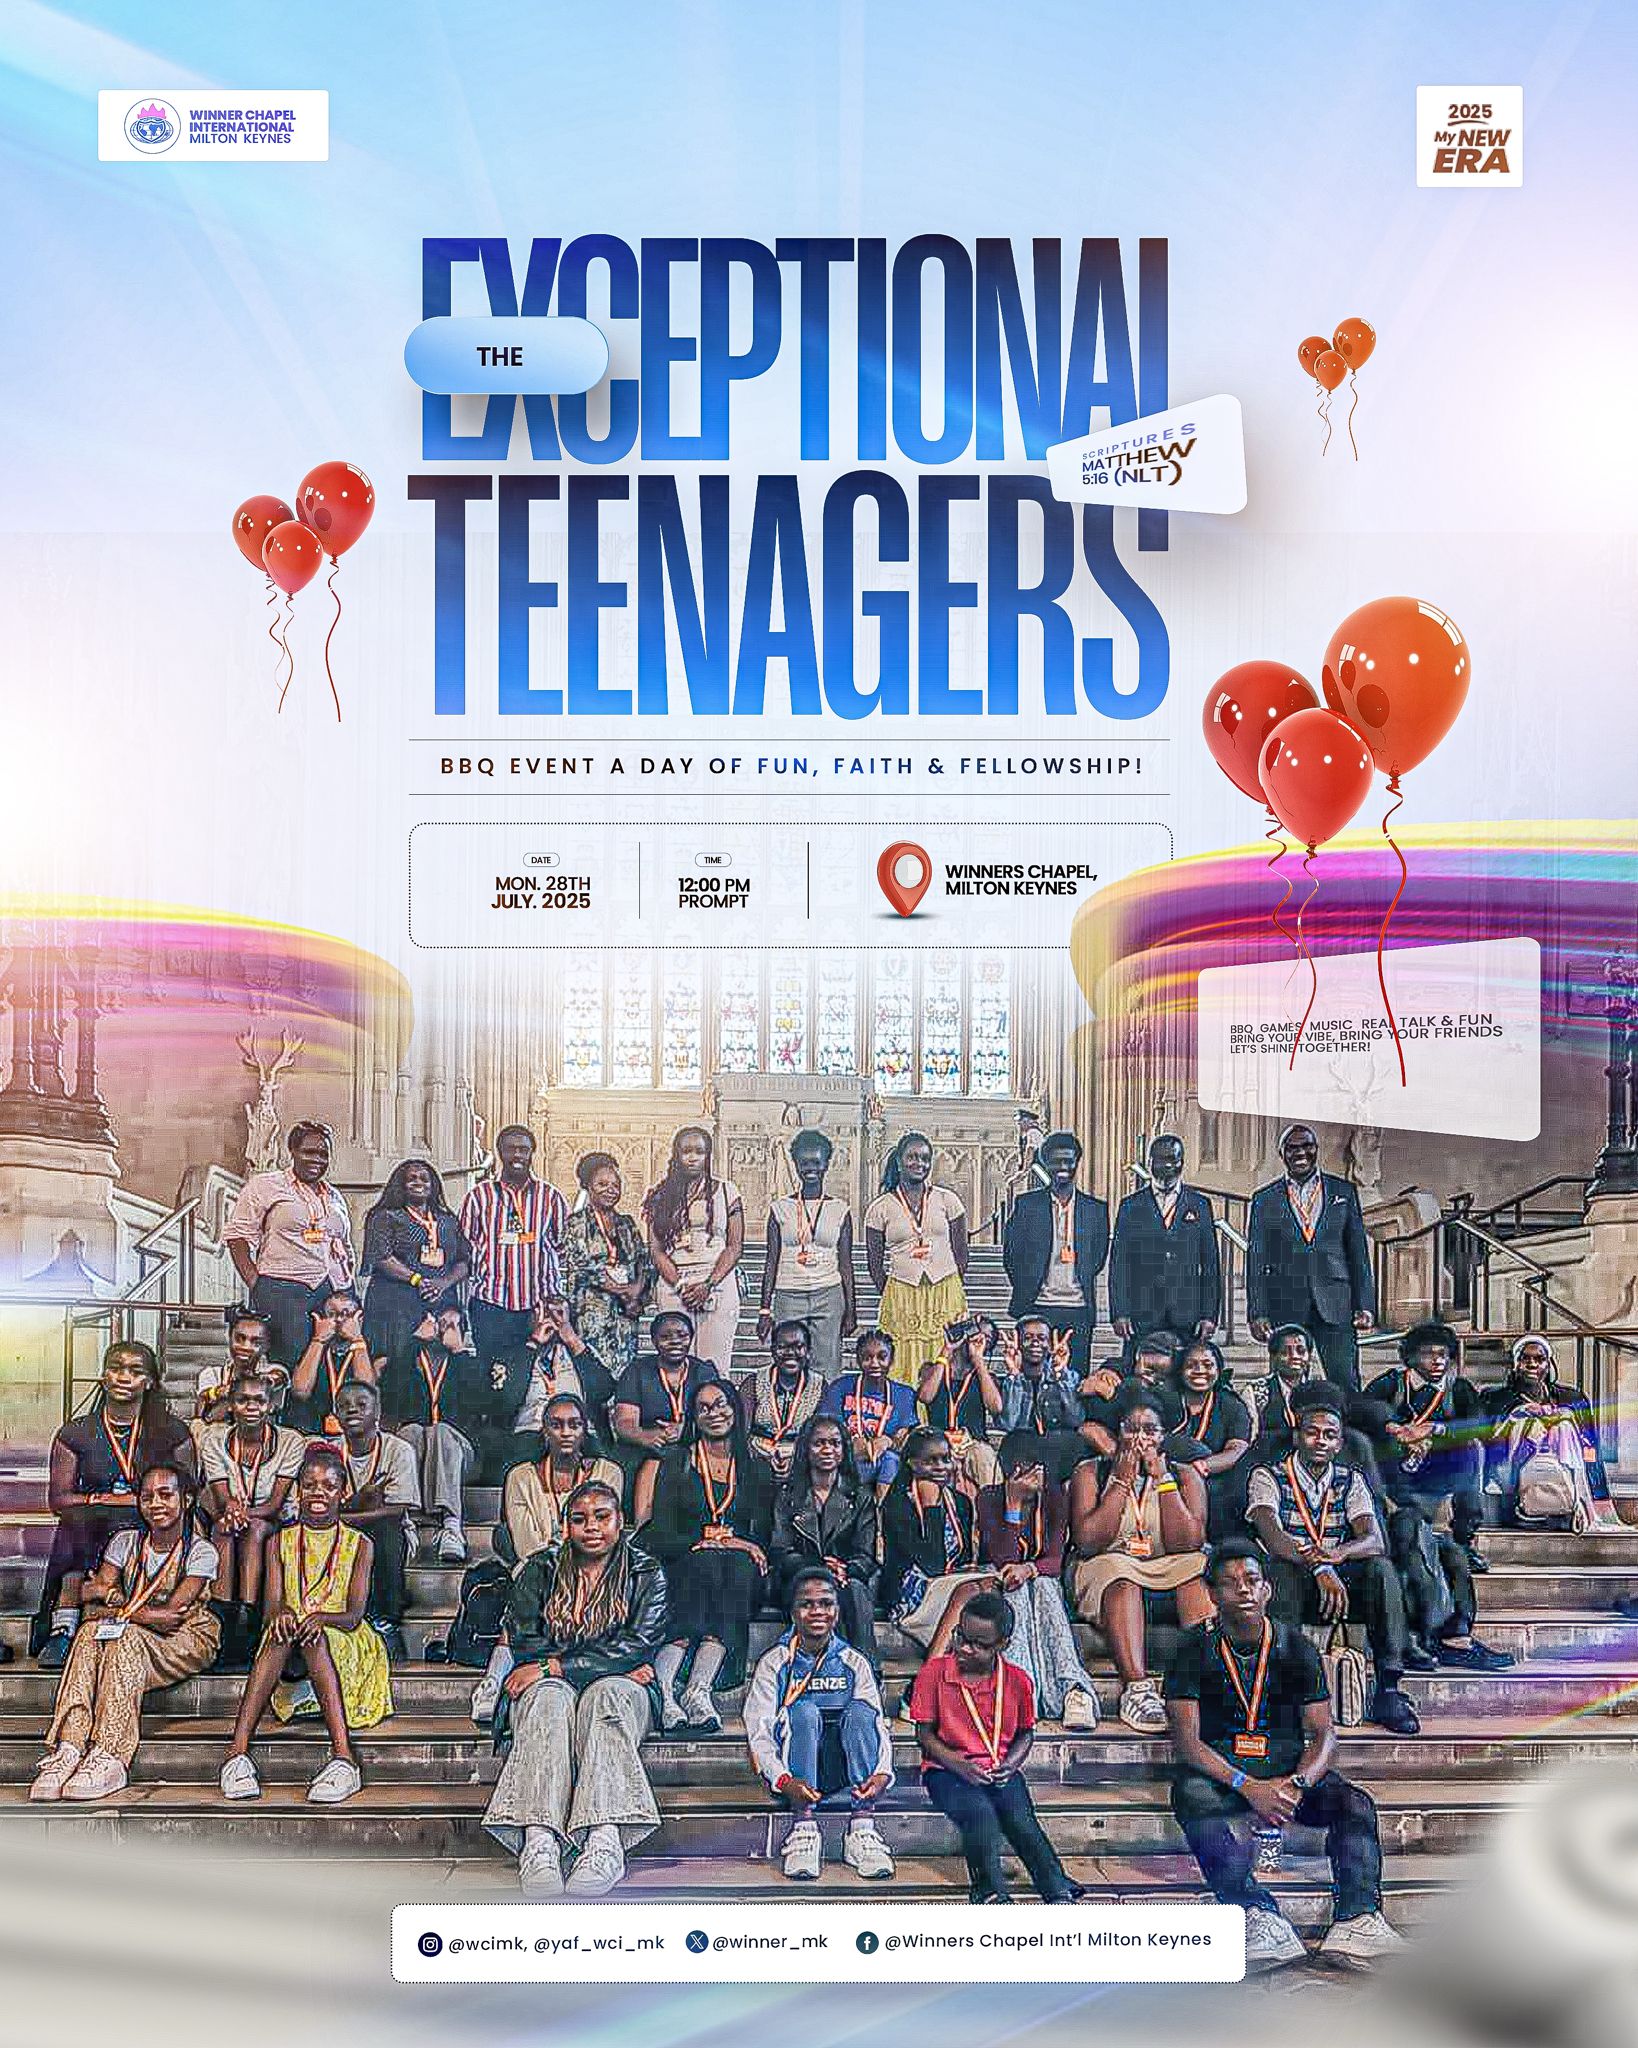 WINNER CHAPEL
INTERNATIONAL
MILTON KEYNES
2025
My NEW
ERA
THE
EXCEPTIONAL
TEENAGERS
SCRIPTURES
MATTHEW
5:16 (NLT)
BBQ EVENT A DAY OF FUN, FAITH & FELLOWSHIP!
DATE
MON. 28TH
JULY. 2025
TIME
12:00 PM
PROMPT
WINNERS CHAPEL,
MILTON KEYNES
BBQ GAMES MUSIC REAL TALK & FUN
BRING YOUR VIBE, BRING YOUR FRIENDS
LET'S SHINE TOGETHER!
@wcimk, @yaf_wci_mk @winner_mk @Winners Chapel Int'l Milton Keynes